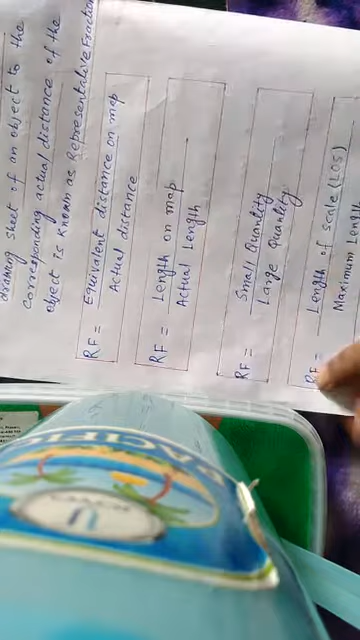 drawing sheet of an object to the
corresponding actual distance of the
object is known as Representative Fraction
RF = Equivalent distance on map
Actual distance
RF = Length on map
Actual Length
RF = Small Quantity
Large Quantity
RF = Length of scale (LOS)
Maximum Length
PACIFIC